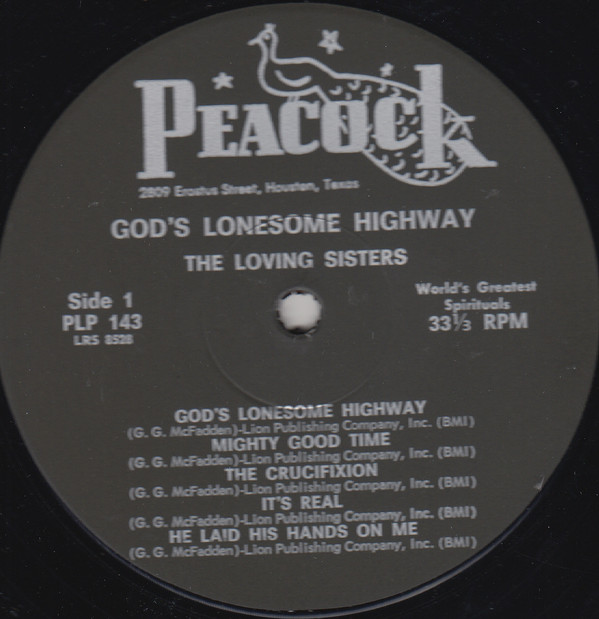 PEACOCK
2809 Erastus Street, Houston, Texas
GOD'S LONESOME HIGHWAY
THE LOVING SISTERS
Side 1
PLP 143
LRS 8528
World's Greatest
Spirituals
33⅓ RPM
GOD'S LONESOME HIGHWAY
(G. G. McFadden)-Lion Publishing Company, Inc. (BMI)
MIGHTY GOOD TIME
(G. G. McFadden)-Lion Publishing Company, Inc. (BMI)
THE CRUCIFIXION
(G. G. McFadden)-Lion Publishing Company, Inc. (BMI)
IT'S REAL
(G. G. McFadden)-Lion Publishing Company, Inc. (BMI)
HE LAID HIS HANDS ON ME
(G. G. McFadden)-Lion Publishing Company, Inc. (BMI)